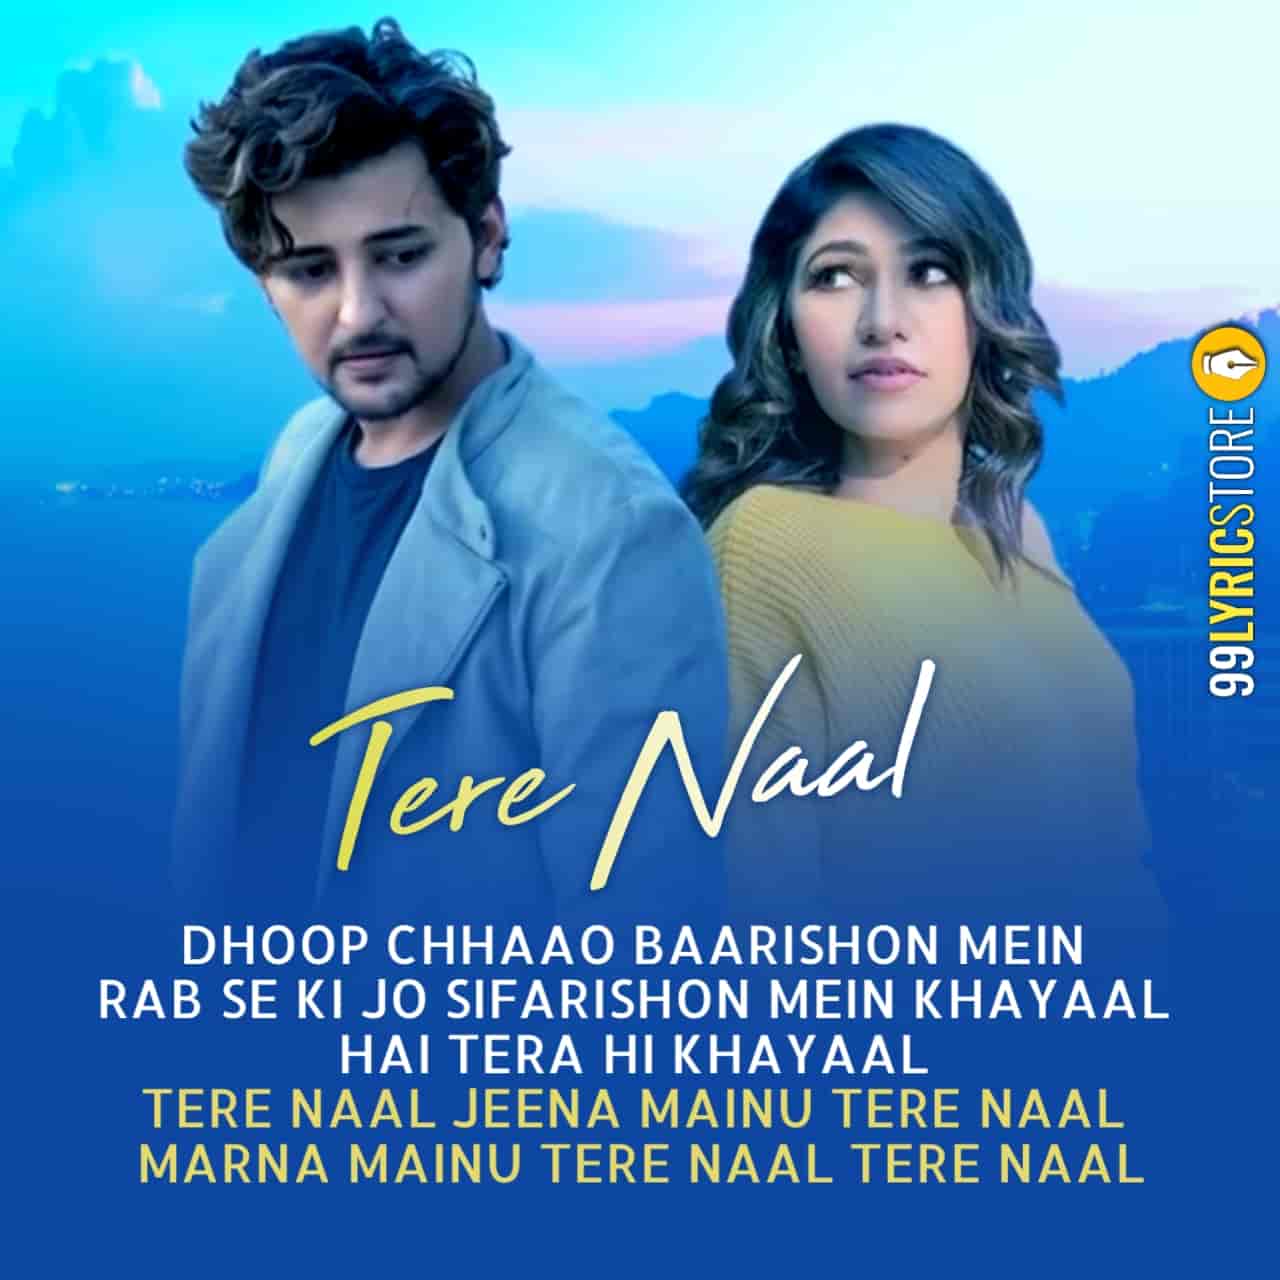 Tere Naal
99LYRICSTORE
DHOOP CHHAAO BAARISHON MEIN
RAB SE KI JO SIFARISHON MEIN KHAYAAL
HAI TERA HI KHAYAAL
TERE NAAL JEENA MAINU TERE NAAL
MARNA MAINU TERE NAAL TERE NAAL